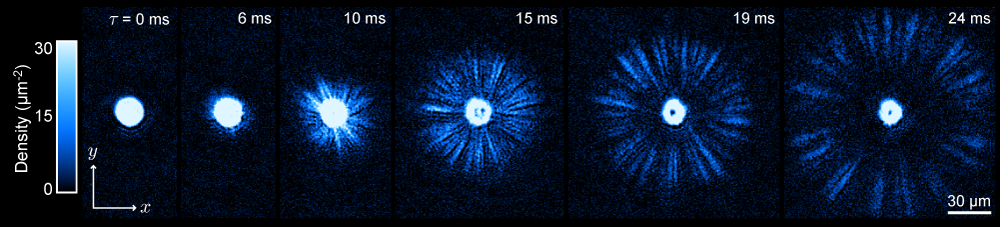 τ = 0 ms
6 ms
10 ms
15 ms
19 ms
24 ms
Density (μm⁻²)
30
15
0
y
x
30 μm